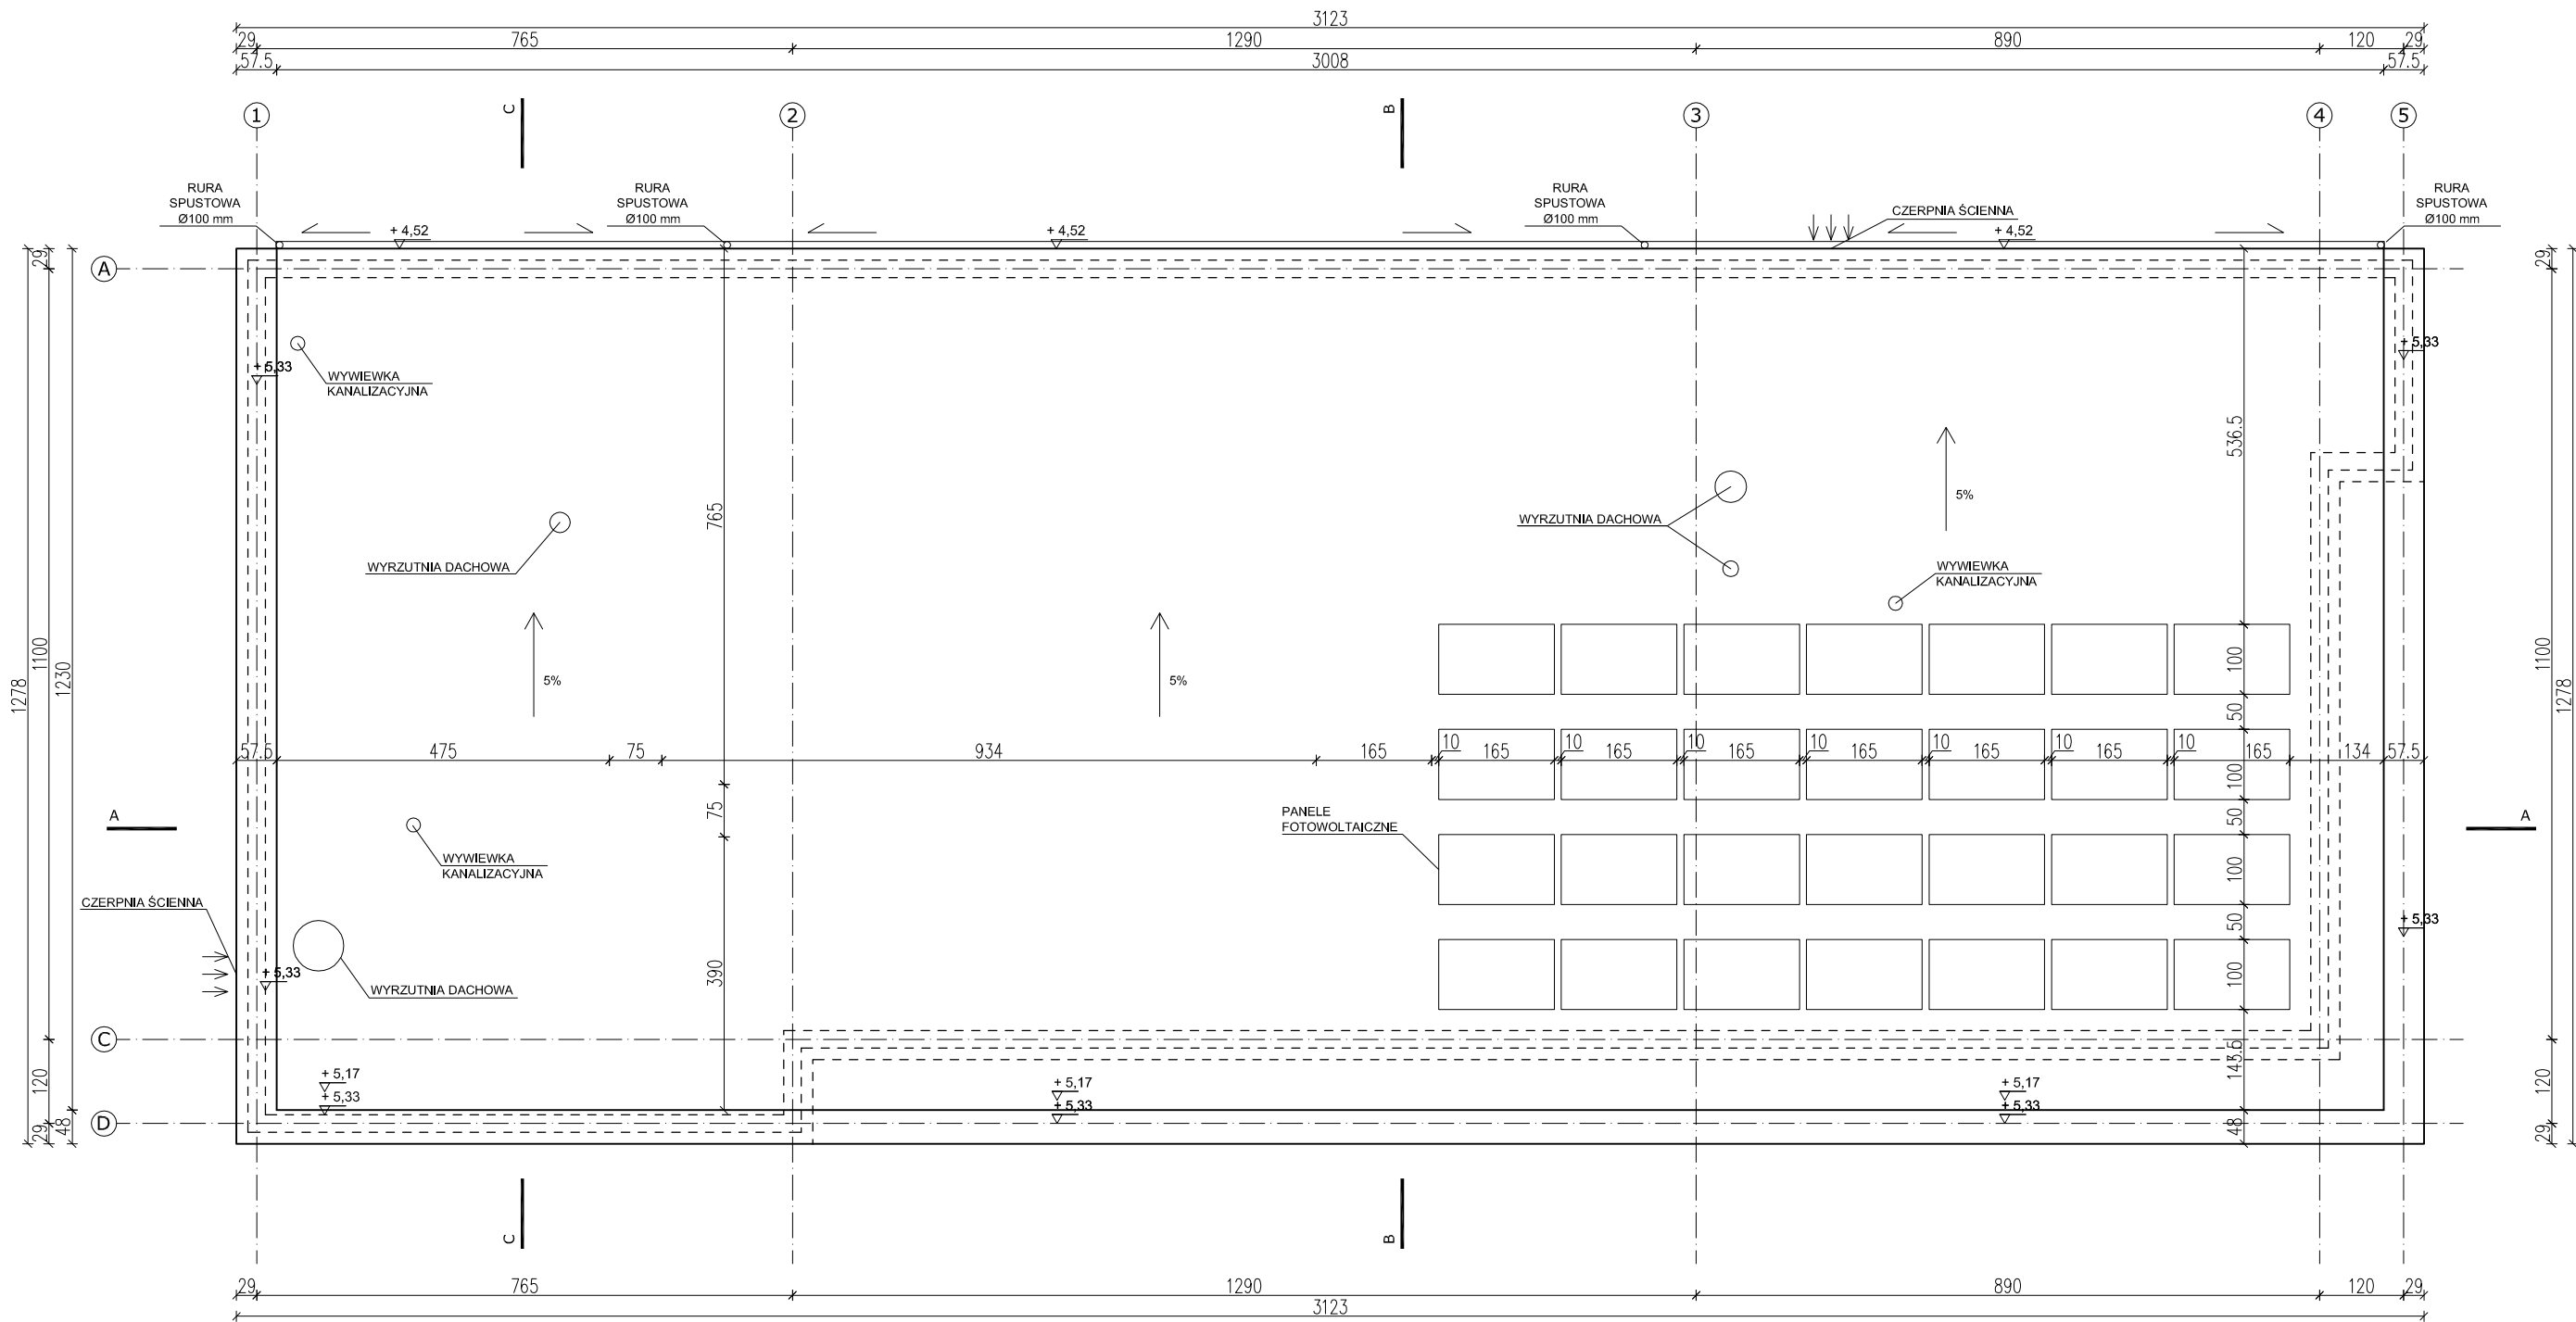 3123
29
765
1290
890
120
29
57.5
3008
57.5
C
B
1
2
3
4
5
RURA
SPUSTOWA
Ø100 mm
RURA
SPUSTOWA
Ø100 mm
RURA
SPUSTOWA
Ø100 mm
CZERPNIA ŚCIENNA
RURA
SPUSTOWA
Ø100 mm
+ 4,52
+ 4,52
+ 4,52
A
29
29
+ 5,33
WYWIEWKA
KANALIZACYJNA
+ 5,33
536.5
765
5%
WYRZUTNIA DACHOWA
WYRZUTNIA DACHOWA
WYWIEWKA
KANALIZACYJNA
5%
5%
1278
1100
1230
100
50
100
50
100
50
100
143.5
48
1100
1278
57.5
475
75
934
165
10
165
10
165
10
165
10
165
10
165
10
165
10
165
134
57.5
75
390
A
A
PANELE
FOTOWOLTAICZNE
WYWIEWKA
KANALIZACYJNA
CZERPNIA ŚCIENNA
+ 5,33
WYRZUTNIA DACHOWA
+ 5,33
C
120
120
+ 5,17
+ 5,33
+ 5,17
+ 5,33
+ 5,17
+ 5,33
D
29
48
29
C
B
29
765
1290
890
120
29
3123